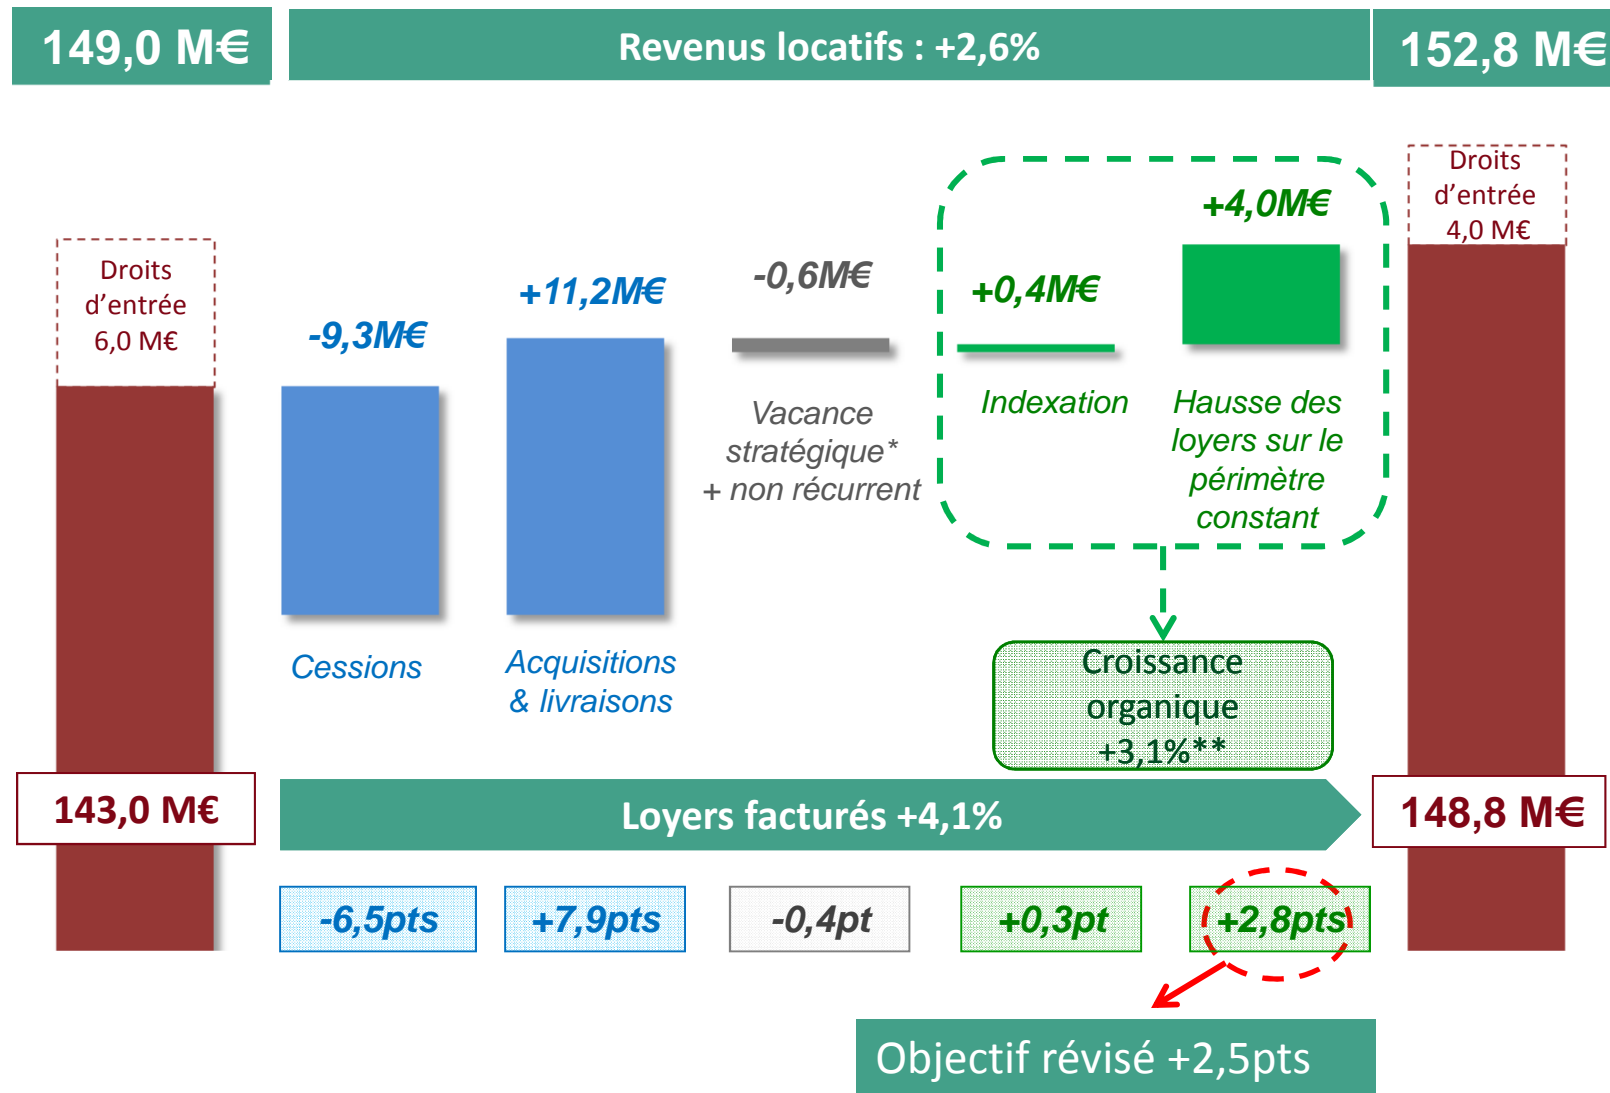 149,0 M€
Revenus locatifs : +2,6%
152,8 M€
Droits
d’entrée
6,0 M€
-9,3M€
Cessions
+11,2M€
Acquisitions
& livraisons
-0,6M€
Vacance
stratégique*
+ non récurrent
+0,4M€
Indexation
+4,0M€
Hausse des
loyers sur le
périmètre
constant
Droits
d’entrée
4,0 M€
Croissance
organique
+3,1%**
143,0 M€
Loyers facturés +4,1%
148,8 M€
-6,5pts
+7,9pts
-0,4pt
+0,3pt
+2,8pts
Objectif révisé +2,5pts